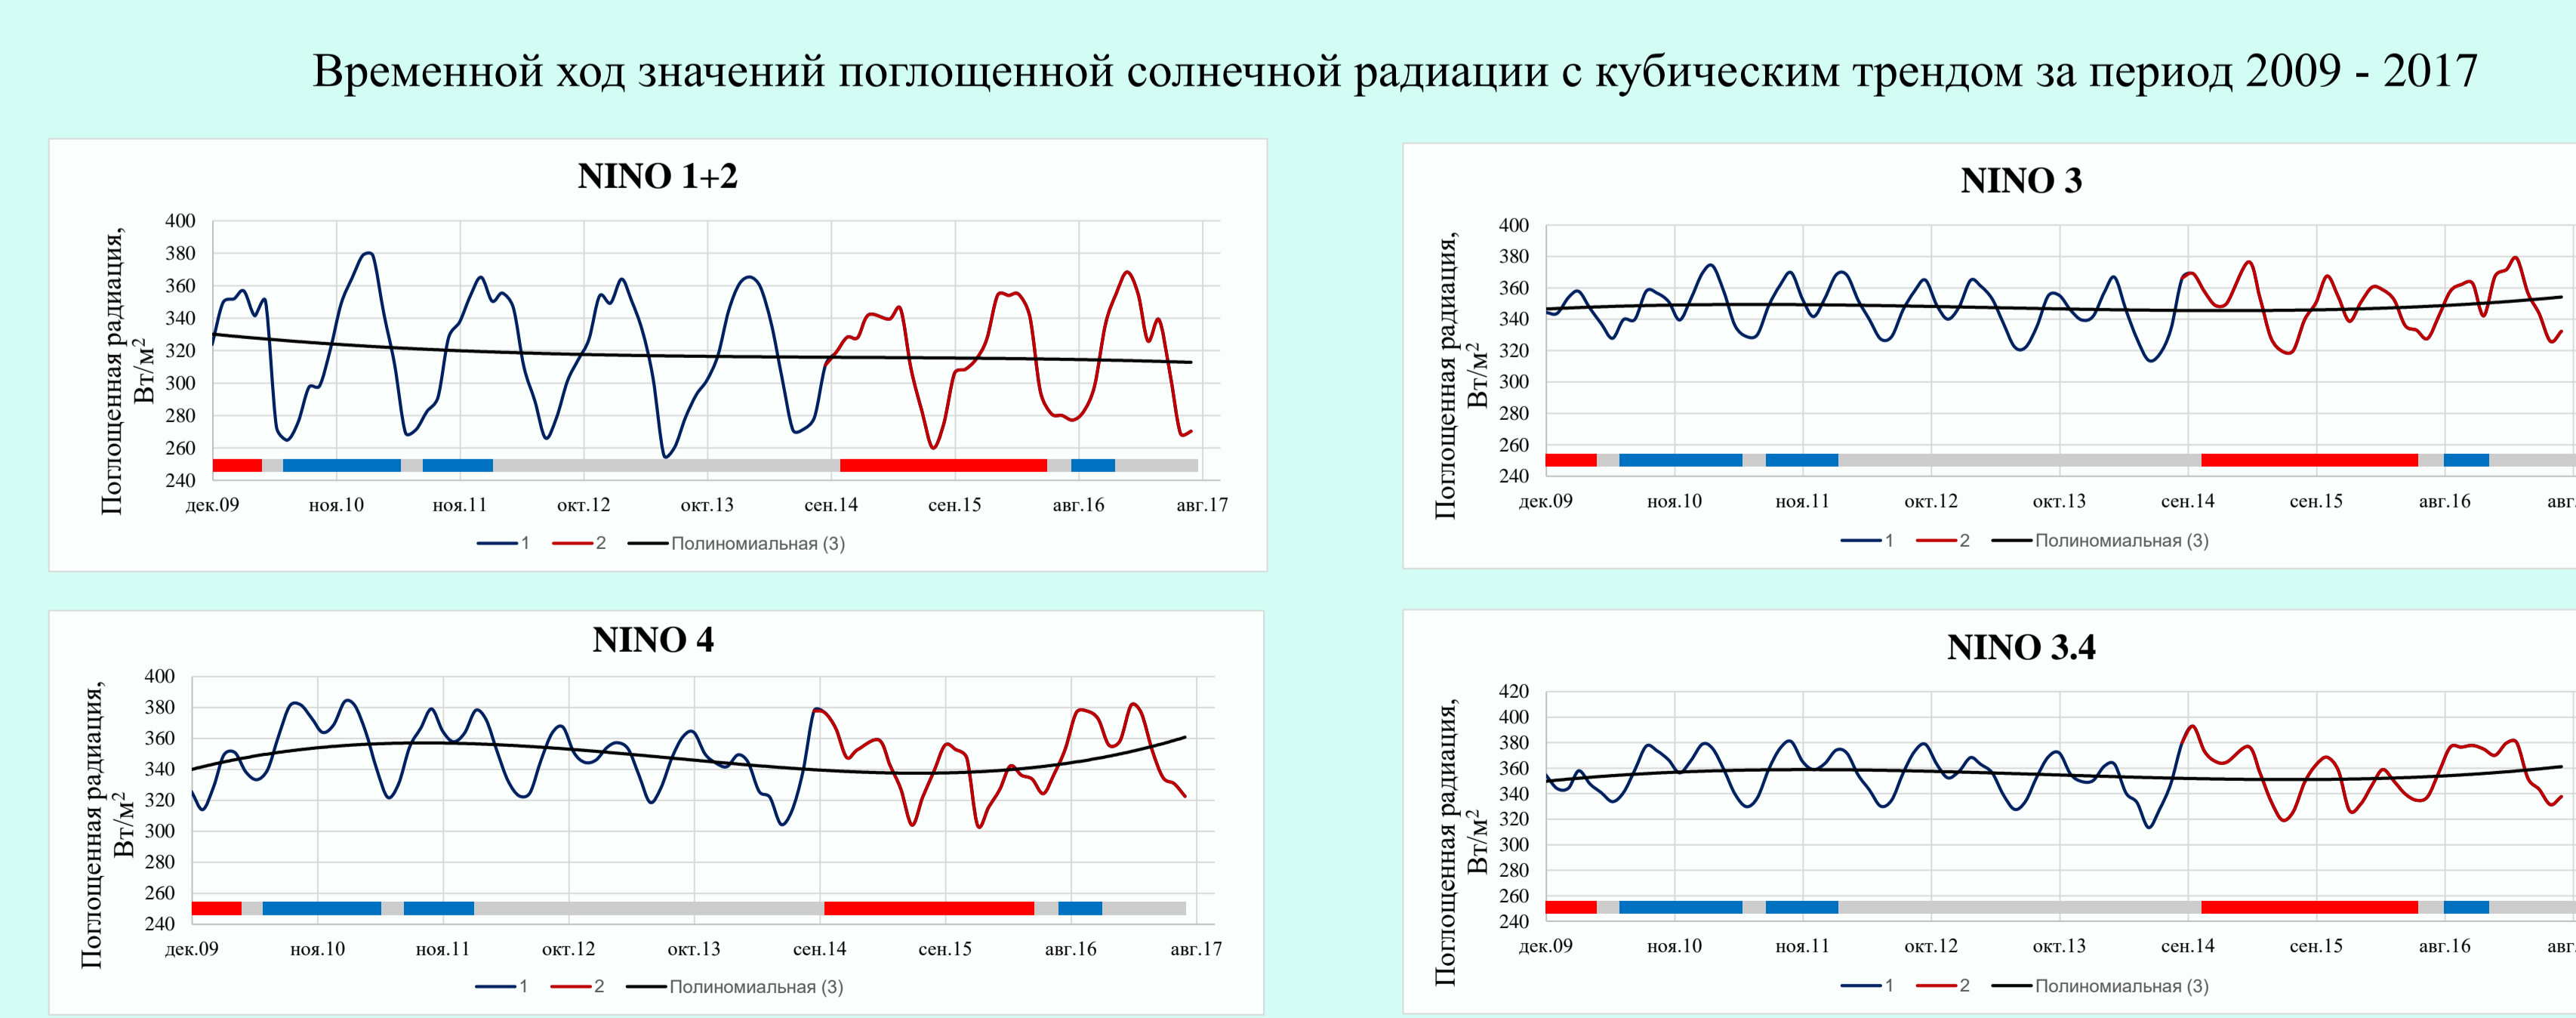 Временной ход значений поглощенной солнечной радиации с кубическим трендом за период 2009 - 2017
NINO 1+2
Поглощенная радиация,
Вт/м2
400
380
360
340
320
300
280
260
240
дек.09 ноя.10 ноя.11 окт.12 окт.13 сен.14 сен.15 авг.16 авг.17
1 2 Полиномиальная (3)
NINO 3
Поглощенная радиация,
Вт/м2
400
380
360
340
320
300
280
260
240
дек.09 ноя.10 ноя.11 окт.12 окт.13 сен.14 сен.15 авг.16 авг.
1 2 Полиномиальная (3)
NINO 4
Поглощенная радиация,
Вт/м2
400
380
360
340
320
300
280
260
240
дек.09 ноя.10 ноя.11 окт.12 окт.13 сен.14 сен.15 авг.16 авг.17
1 2 Полиномиальная (3)
NINO 3.4
Поглощенная радиация,
Вт/м2
420
400
380
360
340
320
300
280
260
240
дек.09 ноя.10 ноя.11 окт.12 окт.13 сен.14 сен.15 авг.16 авг.
1 2 Полиномиальная (3)